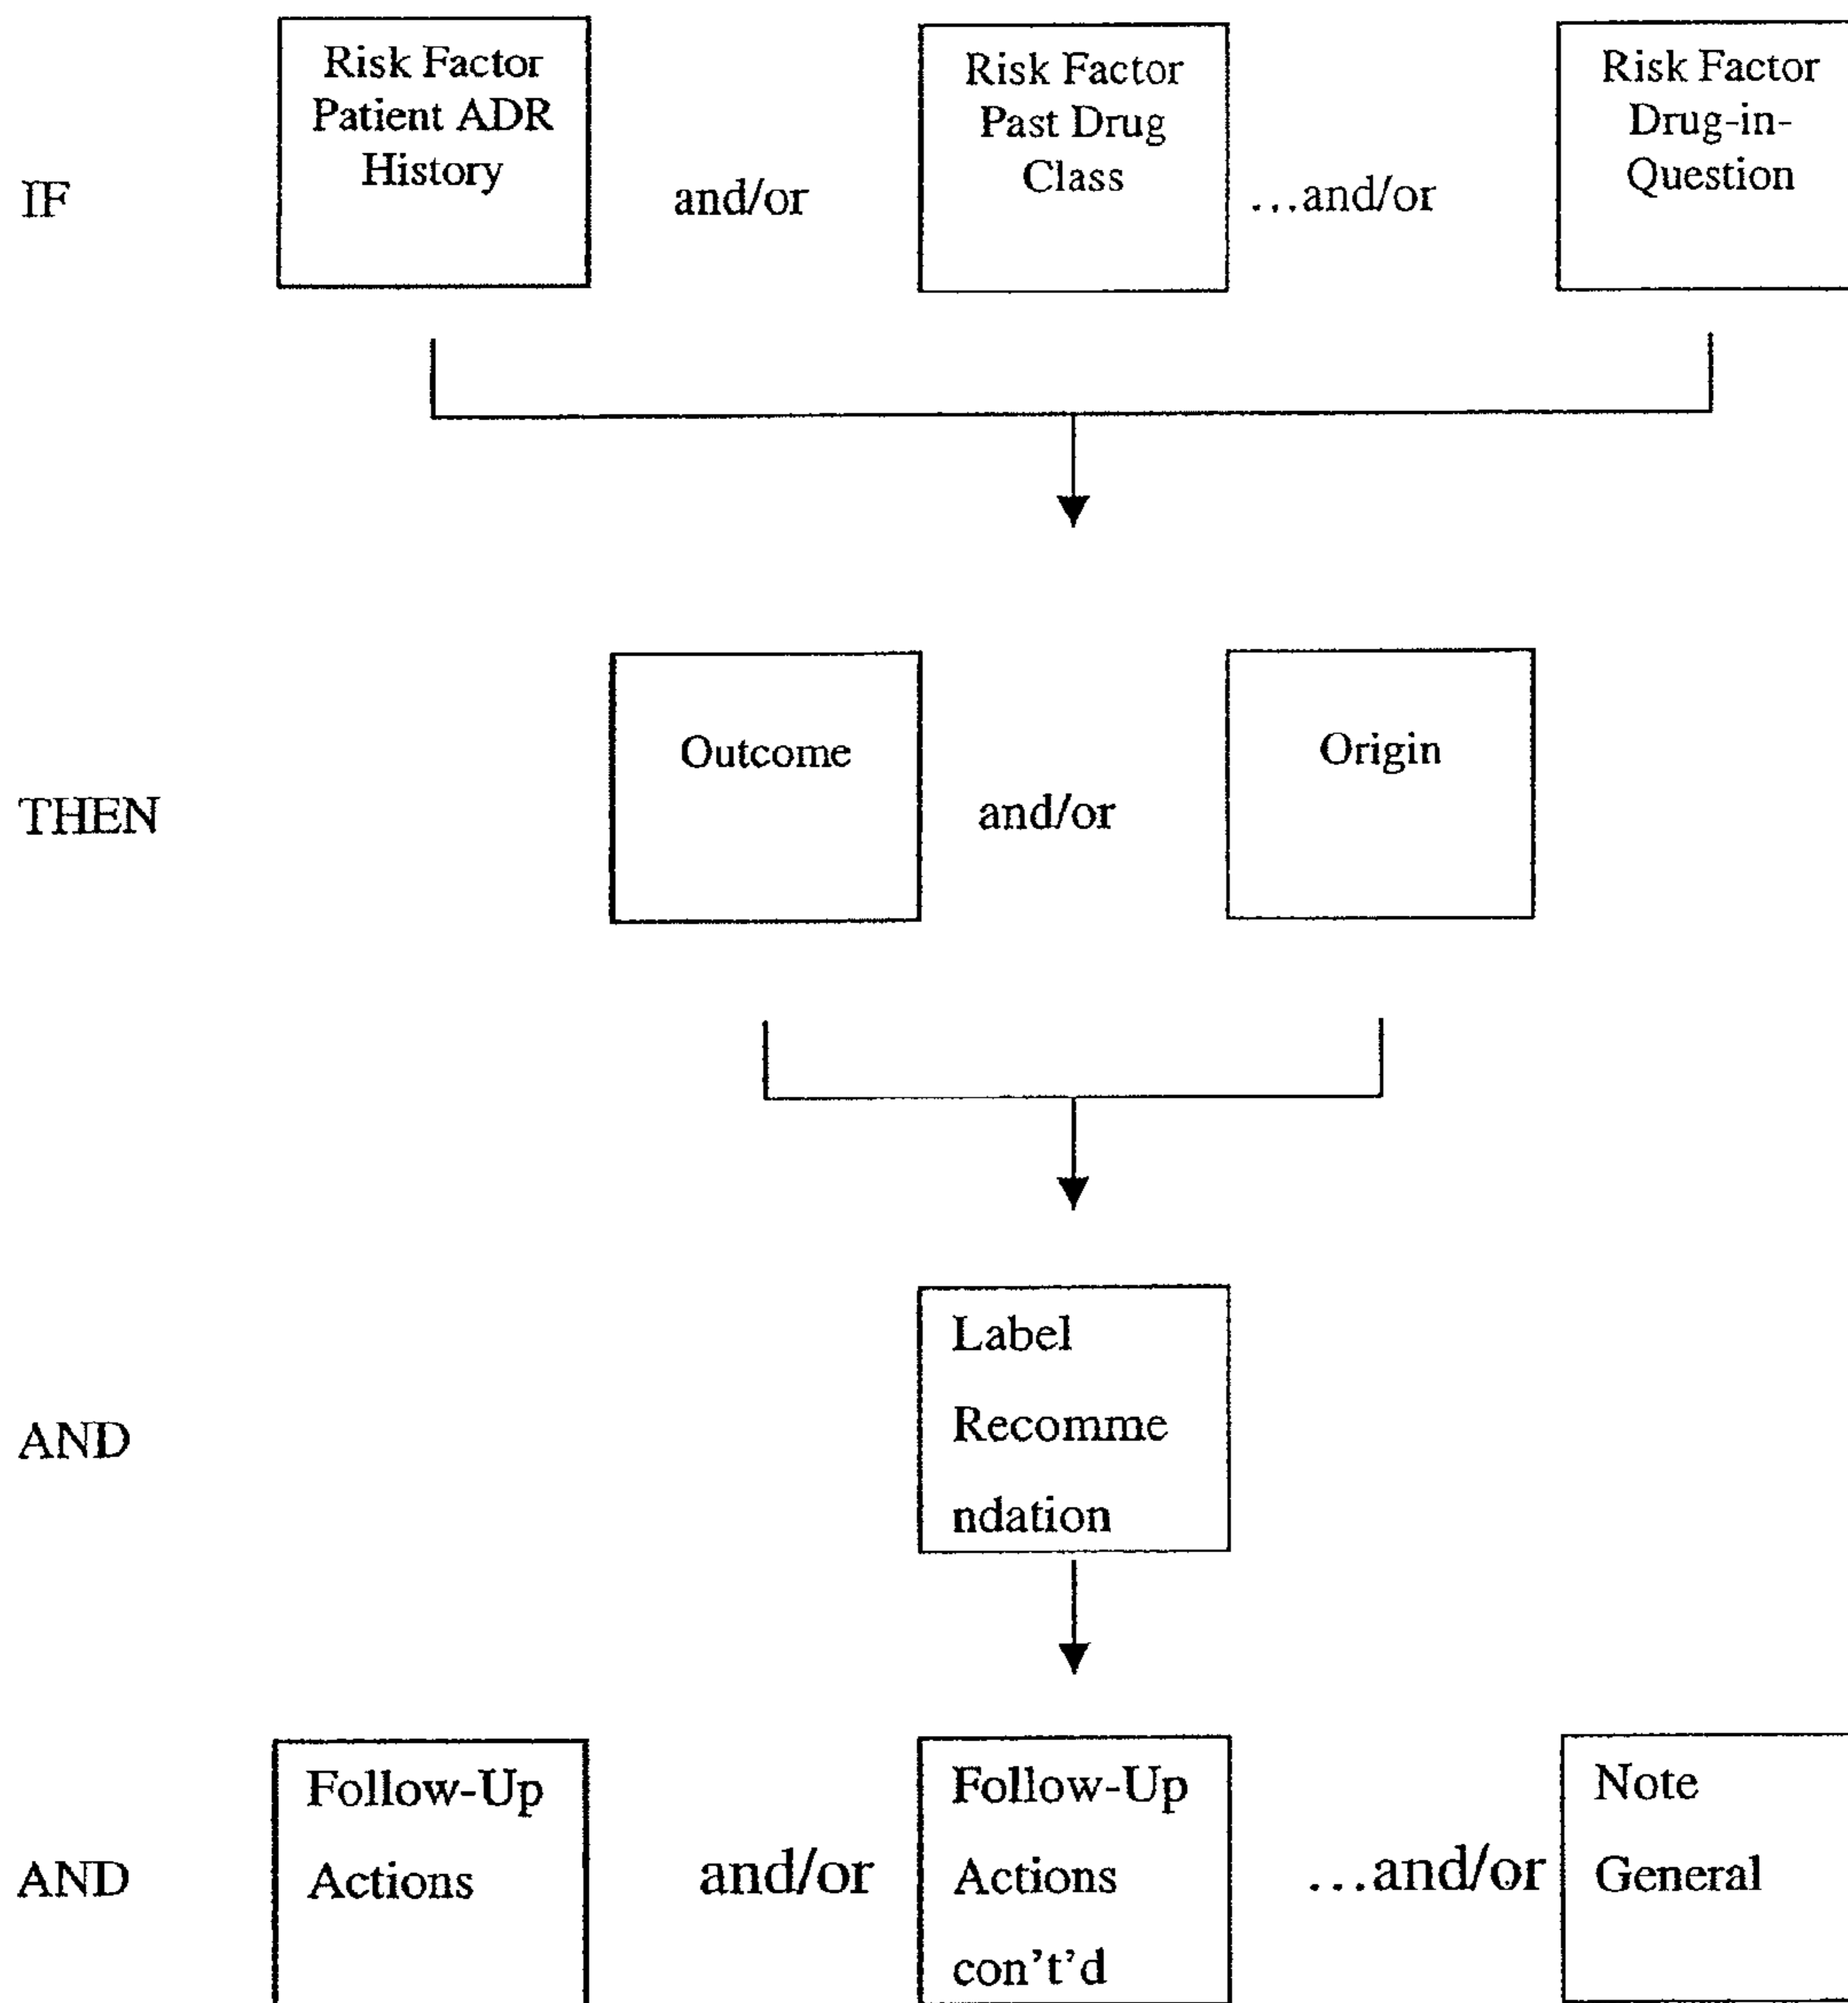 IF
Risk Factor
Patient ADR
History
and/or
Risk Factor
Past Drug
Class
...and/or
Risk Factor
Drug-in-
Question
THEN
Outcome
and/or
Origin
AND
Label
Recomme
ndation
AND
Follow-Up
Actions
and/or
Follow-Up
Actions
con't'd
...and/or
Note
General